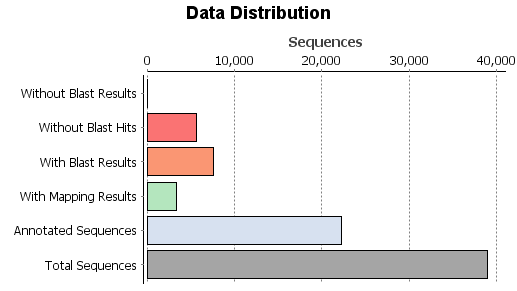 Data Distribution
Sequences
0 10,000 20,000 30,000 40,000
Without Blast Results
Without Blast Hits
With Blast Results
With Mapping Results
Annotated Sequences
Total Sequences